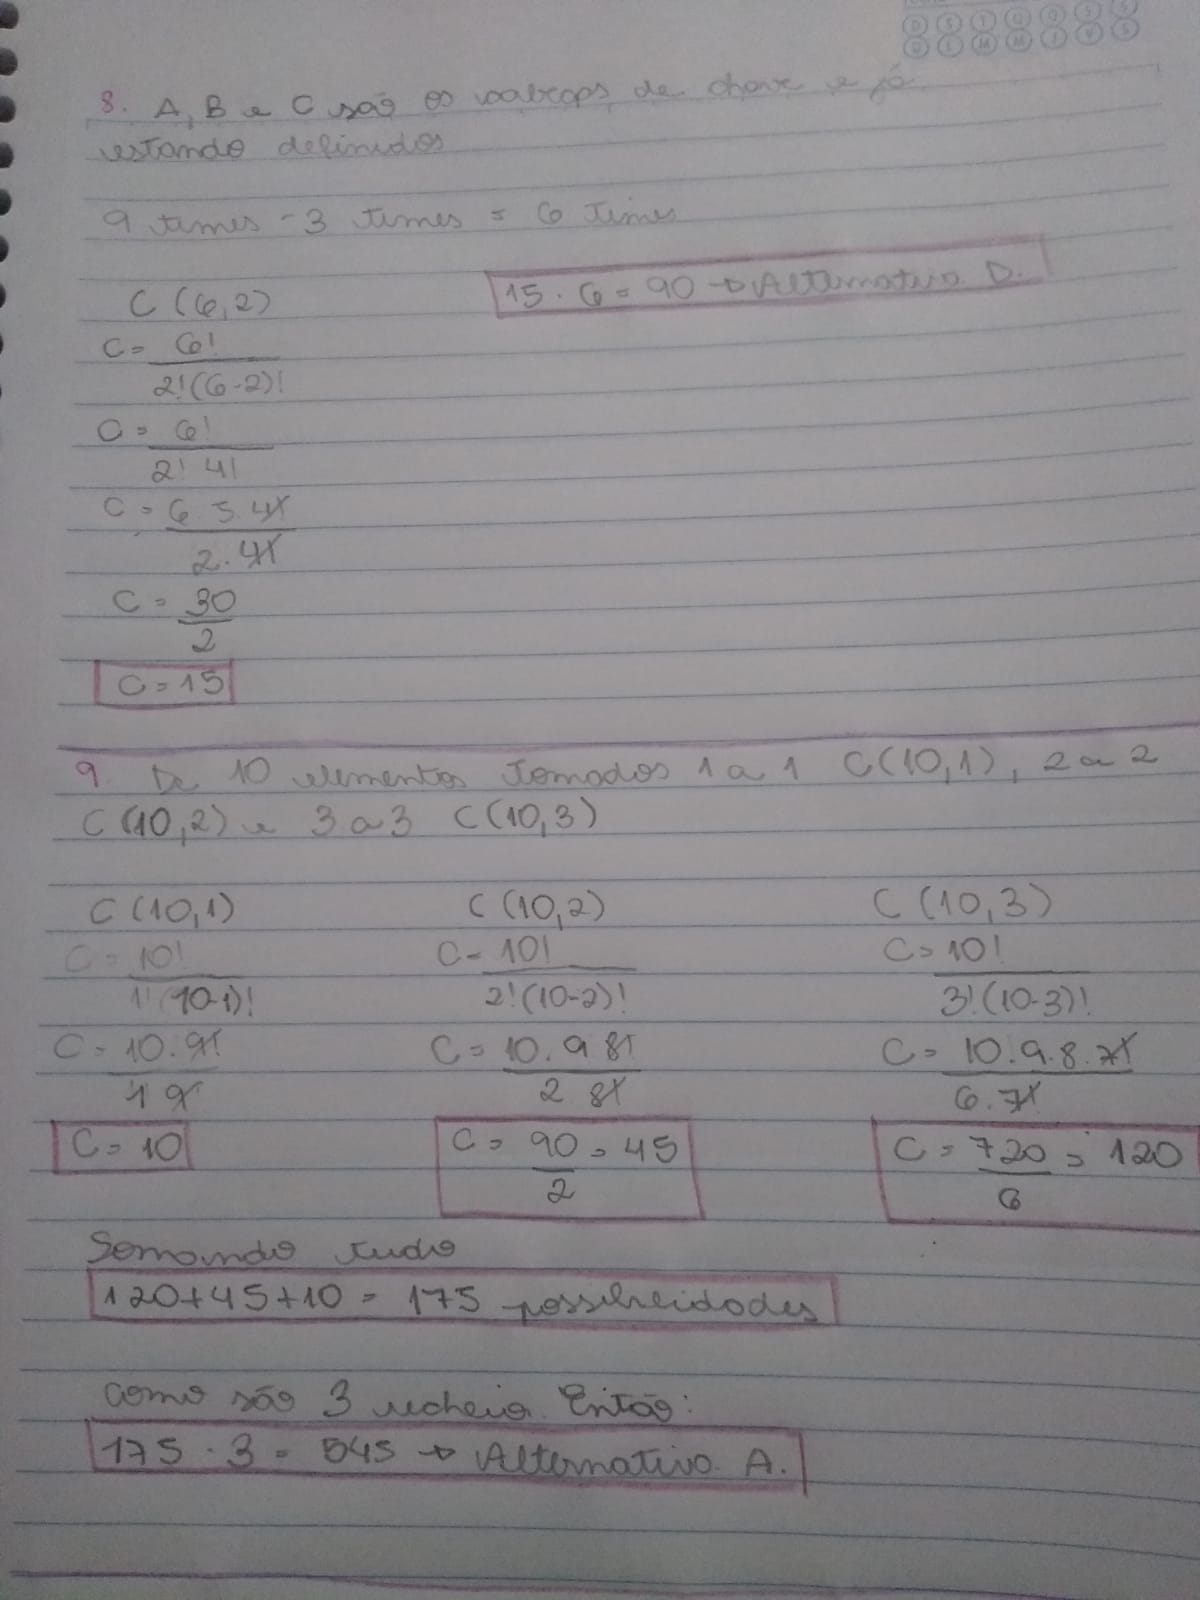 D S T Q Q S S
D L M M J V S
8. A, B e C são os cabeças de chave e já
estando definidos
9 times - 3 times = 6 times
C (6,2)
15 . 6 = 90 → Alternativa D.
C = 6!
2!(6-2)!
C = 6!
2! 4!
C = 6 5.4!
2.4!
C = 30
2
C = 15
9. De 10 elementos Tomados 1 a 1 C(10,1), 2 a 2
C (10,2) e 3 a 3 C(10,3)
C (10,1) C (10,2) C (10,3)
C = 10! C = 10! C = 10!
1! (10-1)! 2!(10-2)! 3!(10-3)!
C = 10.9! C = 10.9 8! C = 10.9.8.7!
1 9! 2 8! 6.7!
C = 10 C = 90 = 45 C = 720 = 120
2 6
Somando tudo
120+45+10 = 175 possibilidades
Como são 3 recheio. Então:
175 . 3 = 545 → Alternativa A.